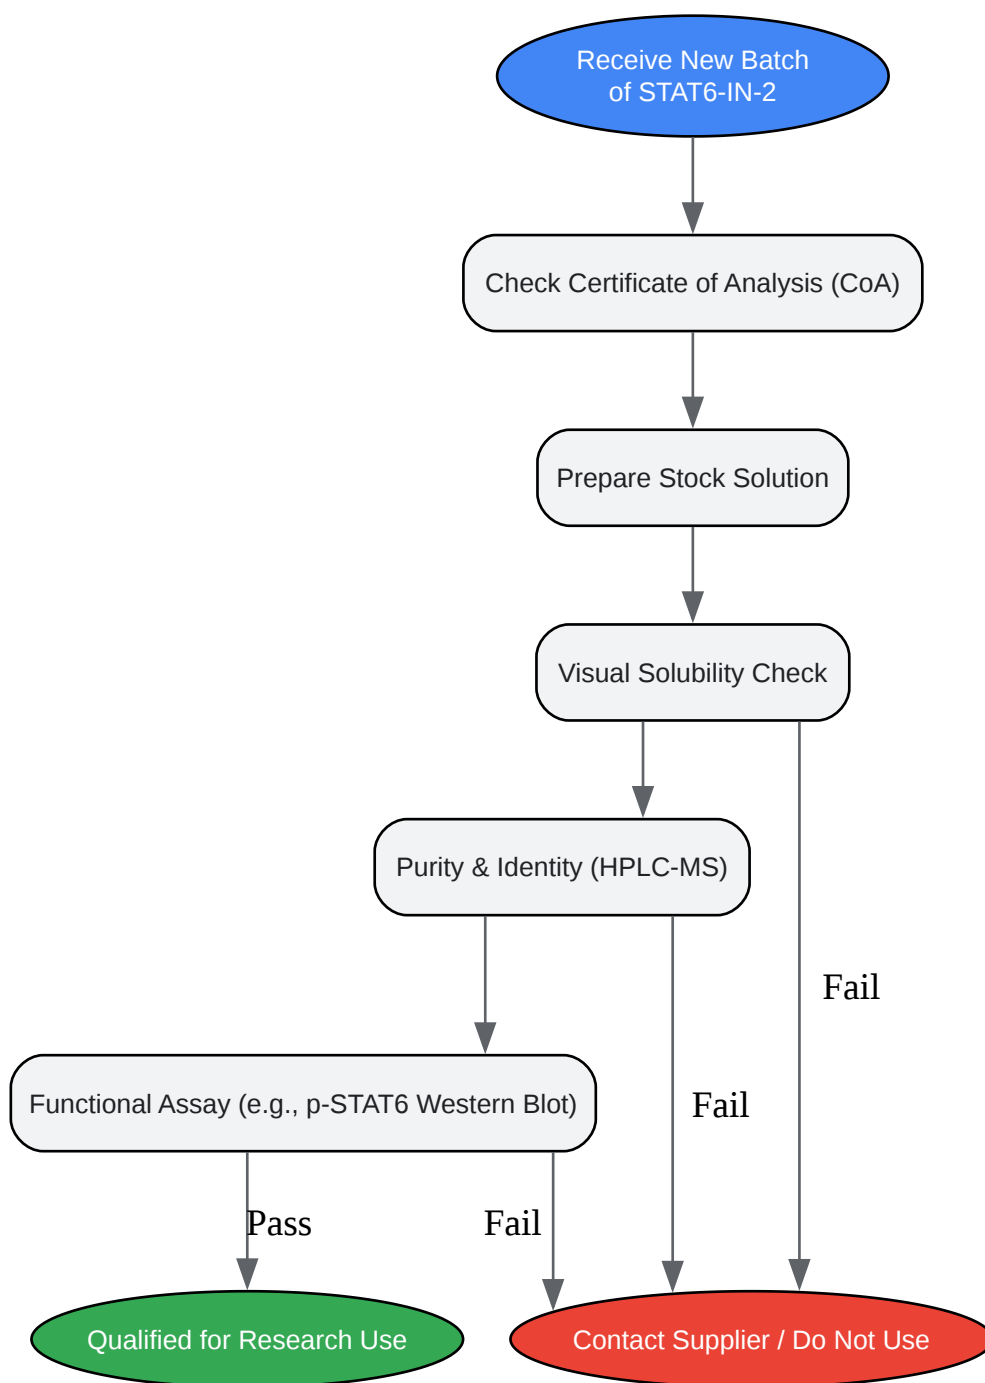 Receive New Batch
of STAT6-IN-2
Check Certificate of Analysis (CoA)
Prepare Stock Solution
Visual Solubility Check
Purity & Identity (HPLC-MS)
Fail
Fail
Functional Assay (e.g., p-STAT6 Western Blot)
Pass
Fail
Qualified for Research Use
Contact Supplier / Do Not Use